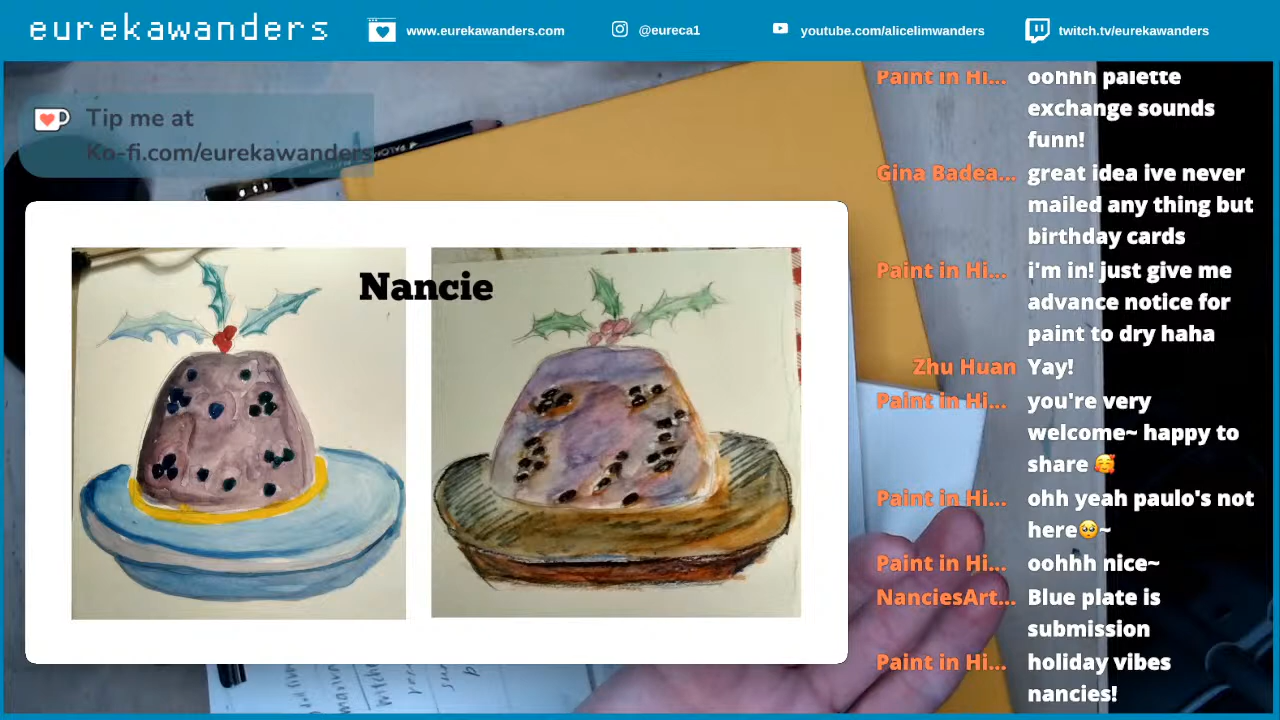 eurekawanders
www.eurekawanders.com
@eureca1
youtube.com/alicelimwanders
twitch.tv/eurekawanders
Tip me at
Ko-fi.com/eurekawanders
Nancie
Paint in Hi... oohhh palette
exchange sounds
funn!
Gina Badea... great idea ive never
mailed any thing but
birthday cards
Paint in Hi... i'm in! just give me
advance notice for
paint to dry haha
Zhu Huan Yay!
Paint in Hi... you're very
welcome~ happy to
share 🥰
Paint in Hi... ohh yeah paulo's not
here🥺~
Paint in Hi... oohhh nice~
NanciesArt... Blue plate is
submission
Paint in Hi... holiday vibes
nancies!